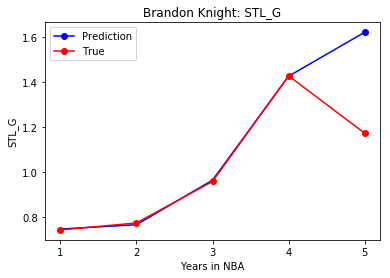 Brandon Knight: STL_G
Prediction
True
1.6
1.4
1.2
1.0
0.8
STL_G
1 2 3 4 5
Years in NBA